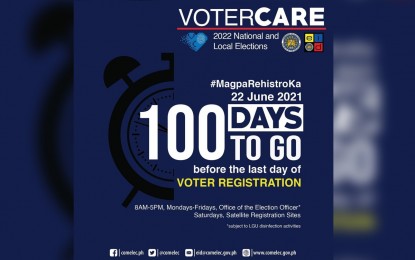 VOTERCARE
2022 National and
Local Elections
#MagpaRehistroKa
22 June 2021
100 DAYS
TO GO
before the last day of
VOTER REGISTRATION
8AM-5PM, Mondays-Fridays, Office of the Election Officer*
Saturdays, Satellite Registration Sites
*subject to LGU disinfection activities
/comelec.ph
/comelec
eid@comelec.gov.ph
www.comelec.gov.ph